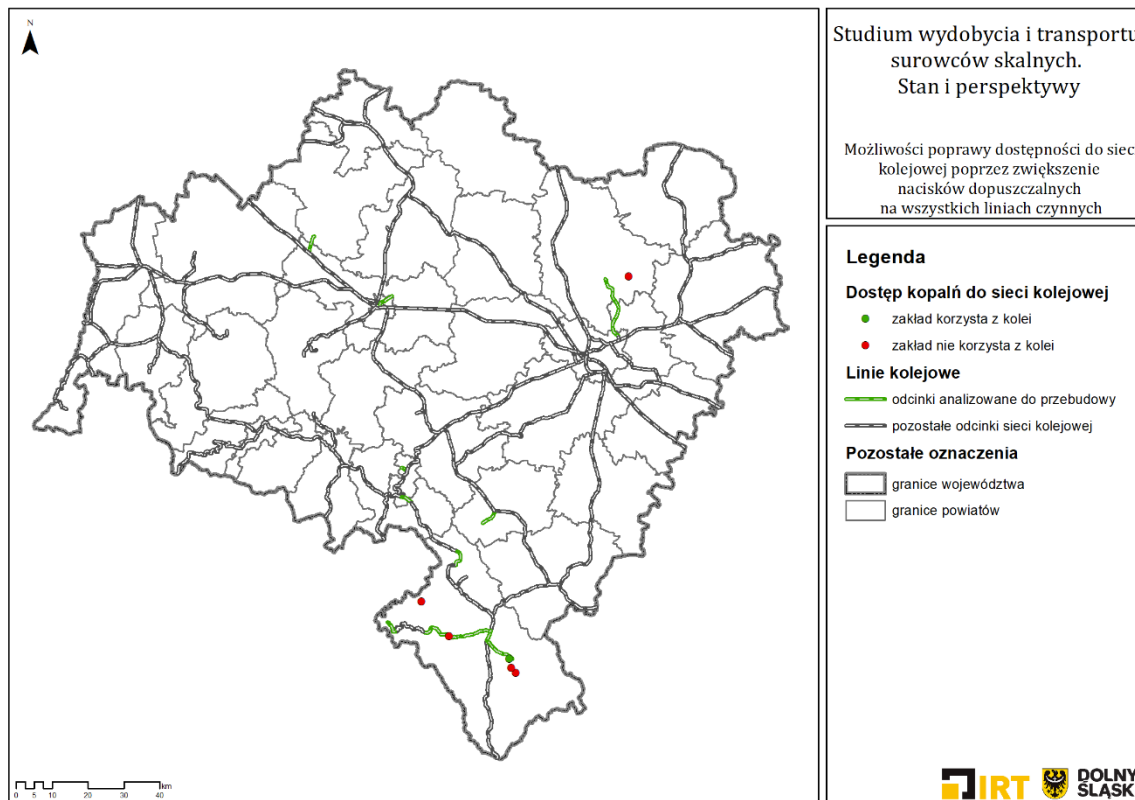 N
Studium wydobycia i transportu
surowców skalnych.
Stan i perspektywy
Możliwości poprawy dostępności do siec
kolejowej poprzez zwiększenie
nacisków dopuszczalnych
na wszystkich liniach czynnych
Legenda
Dostęp kopalń do sieci kolejowej
zakład korzysta z kolei
zakład nie korzysta z kolei
Linie kolejowe
odcinki analizowane do przebudowy
pozostałe odcinki sieci kolejowej
Pozostałe oznaczenia
granice województwa
granice powiatów
km
0 5 10 20 30 40
IRT
DOLNY
ŚLĄSK